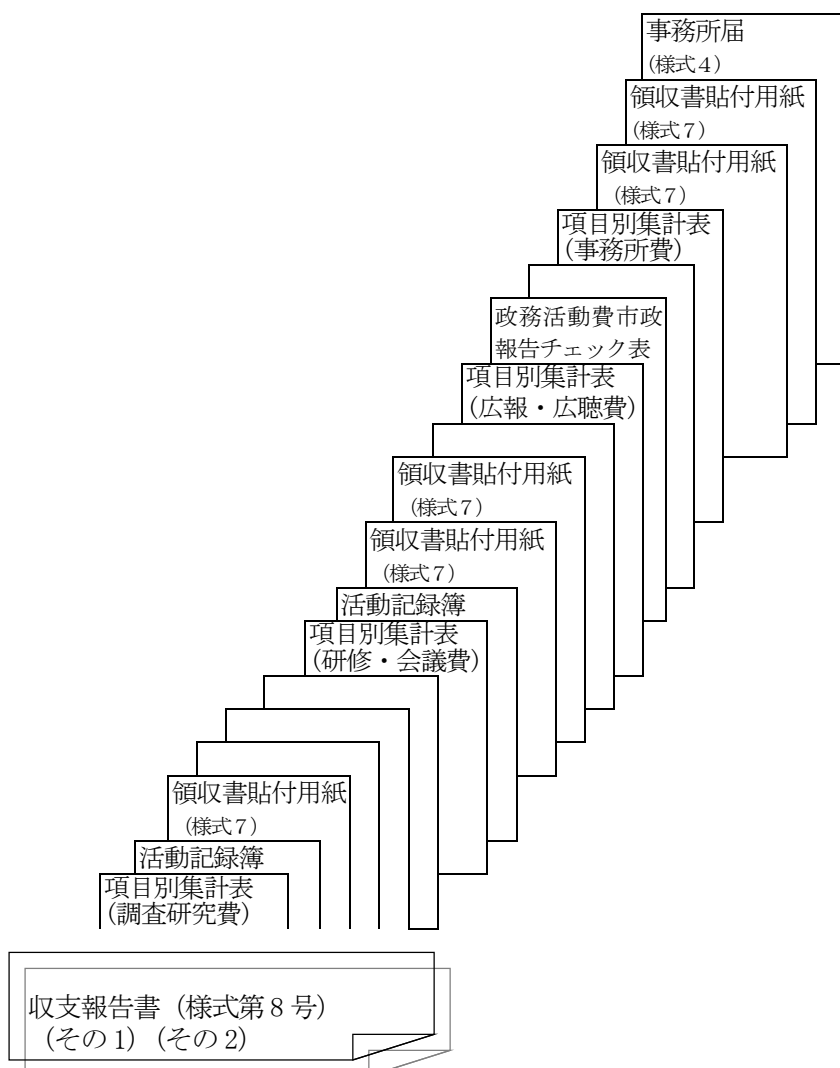 事務所届
（様式４）
領収書貼付用紙
（様式７）
領収書貼付用紙
（様式７）
項目別集計表
（事務所費）
政務活動費市政
報告チェック表
項目別集計表
（広報・広聴費）
領収書貼付用紙
（様式７）
領収書貼付用紙
（様式７）
活動記録簿
項目別集計表
（研修・会議費）
領収書貼付用紙
（様式７）
活動記録簿
項目別集計表
（調査研究費）
収支報告書（様式第８号）
（その１）（その２）